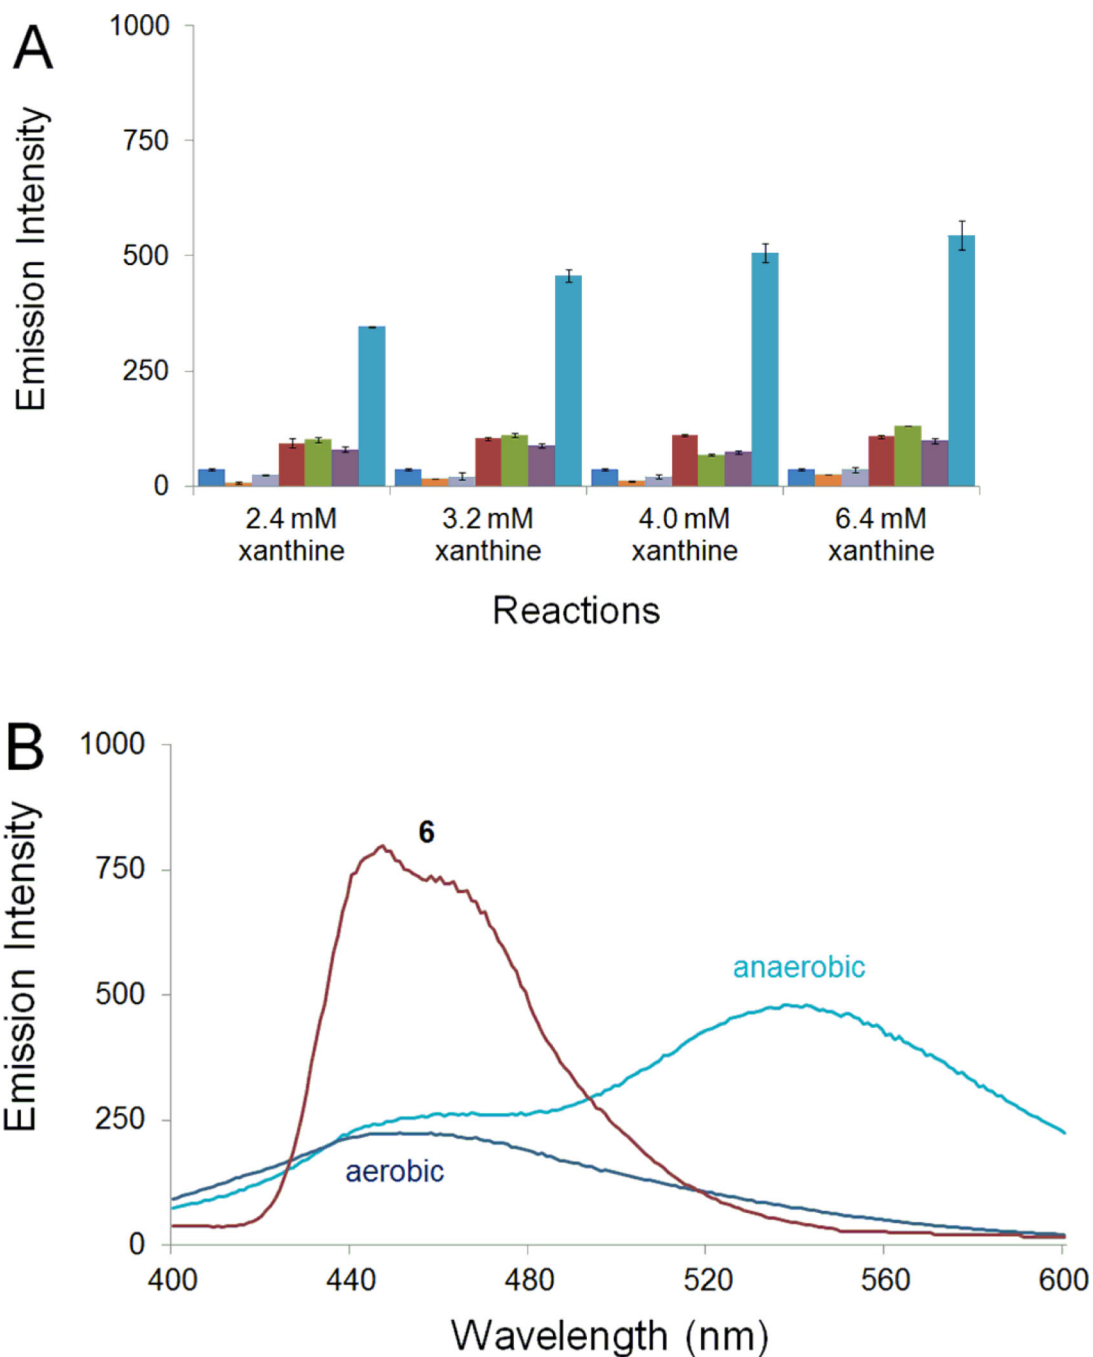 A
Emission Intensity
1000
750
500
250
0
2.4 mM 3.2 mM 4.0 mM 6.4 mM
xanthine xanthine xanthine xanthine
Reactions
B
Emission Intensity
1000
750
500
250
0
6
anaerobic
aerobic
400 440 480 520 560 600
Wavelength (nm)